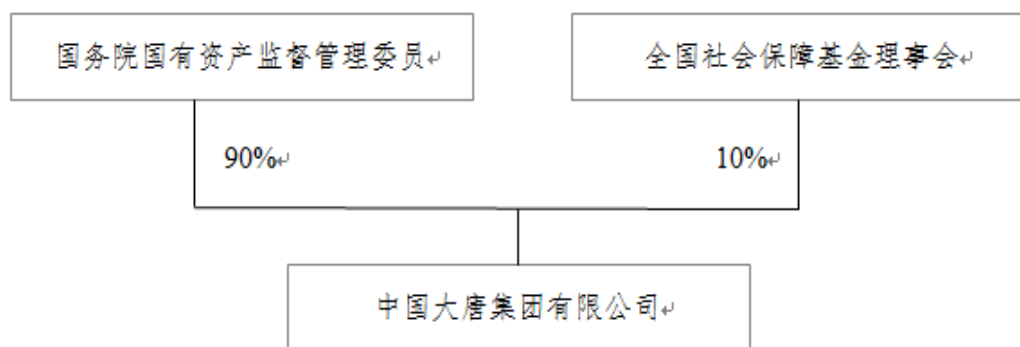 国务院国有资产监督管理委员
全国社会保障基金理事会
90%
10%
中国大唐集团有限公司